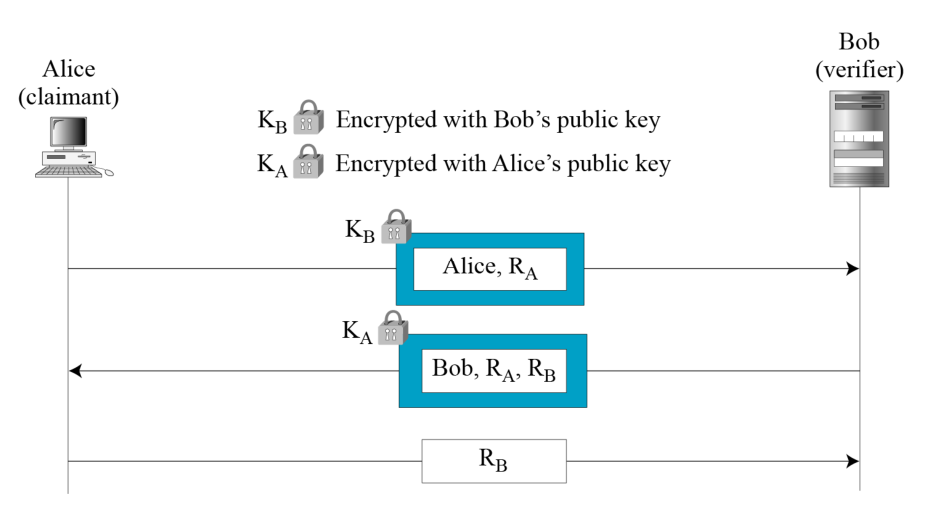 Bob
(verifier)
Alice
(claimant)
K_B Encrypted with Bob's public key
K_A Encrypted with Alice's public key
K_B
Alice, R_A
K_A
Bob, R_A, R_B
R_B